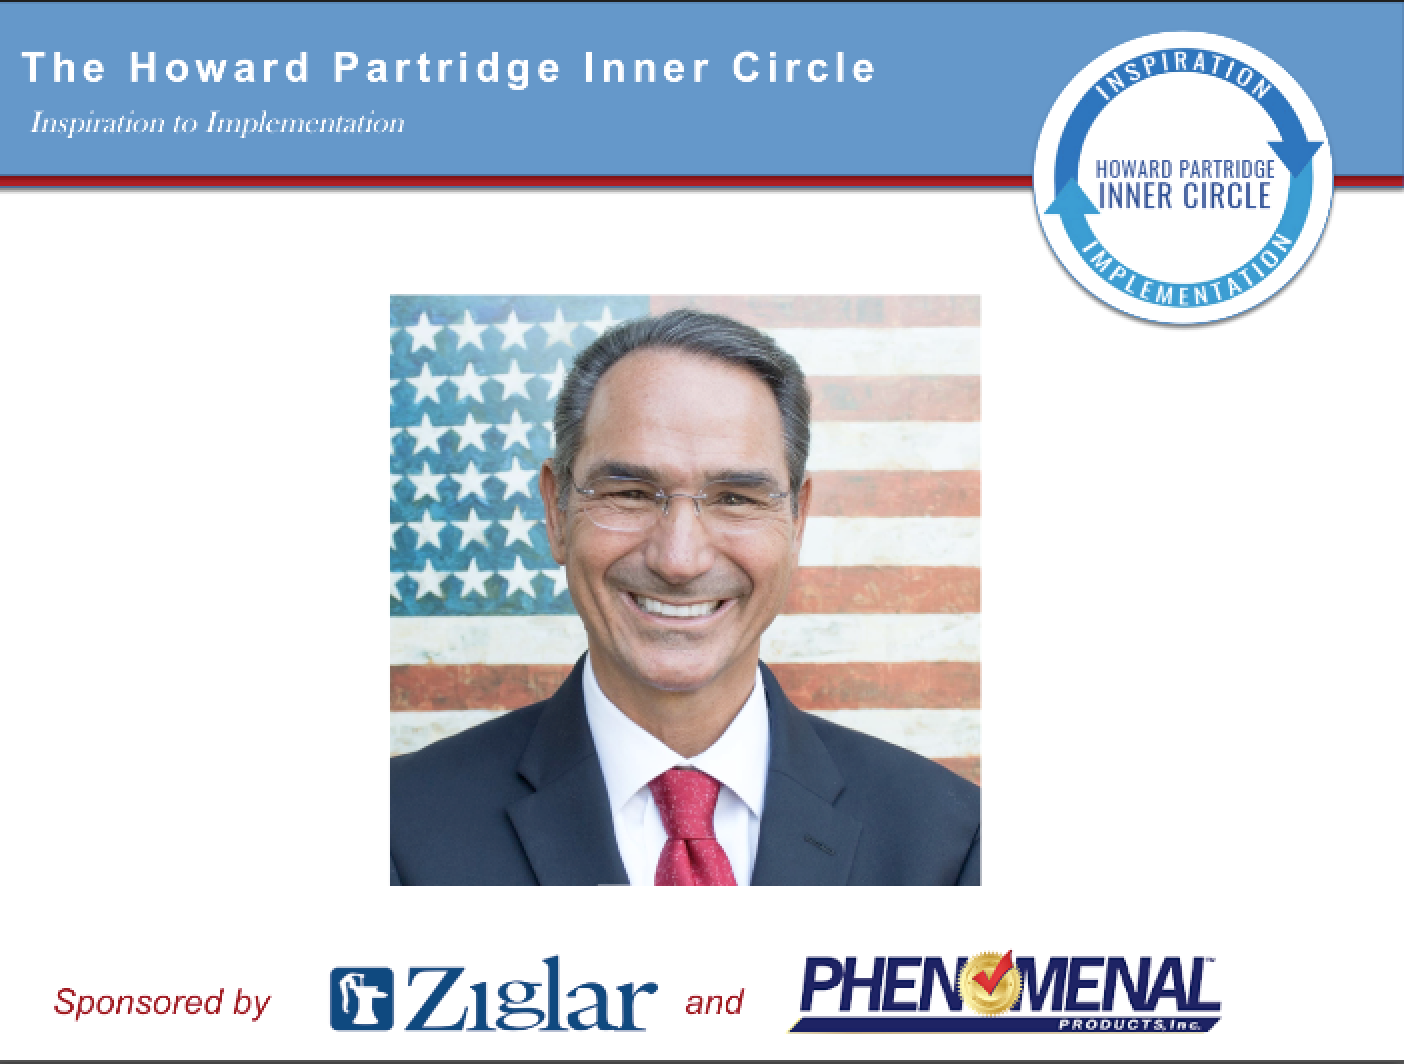 The Howard Partridge Inner Circle
Inspiration to Implementation
INSPIRATION
HOWARD PARTRIDGE
INNER CIRCLE
IMPLEMENTATION
Sponsored by Ziglar and PHENOMENAL™
PRODUCTS, Inc.